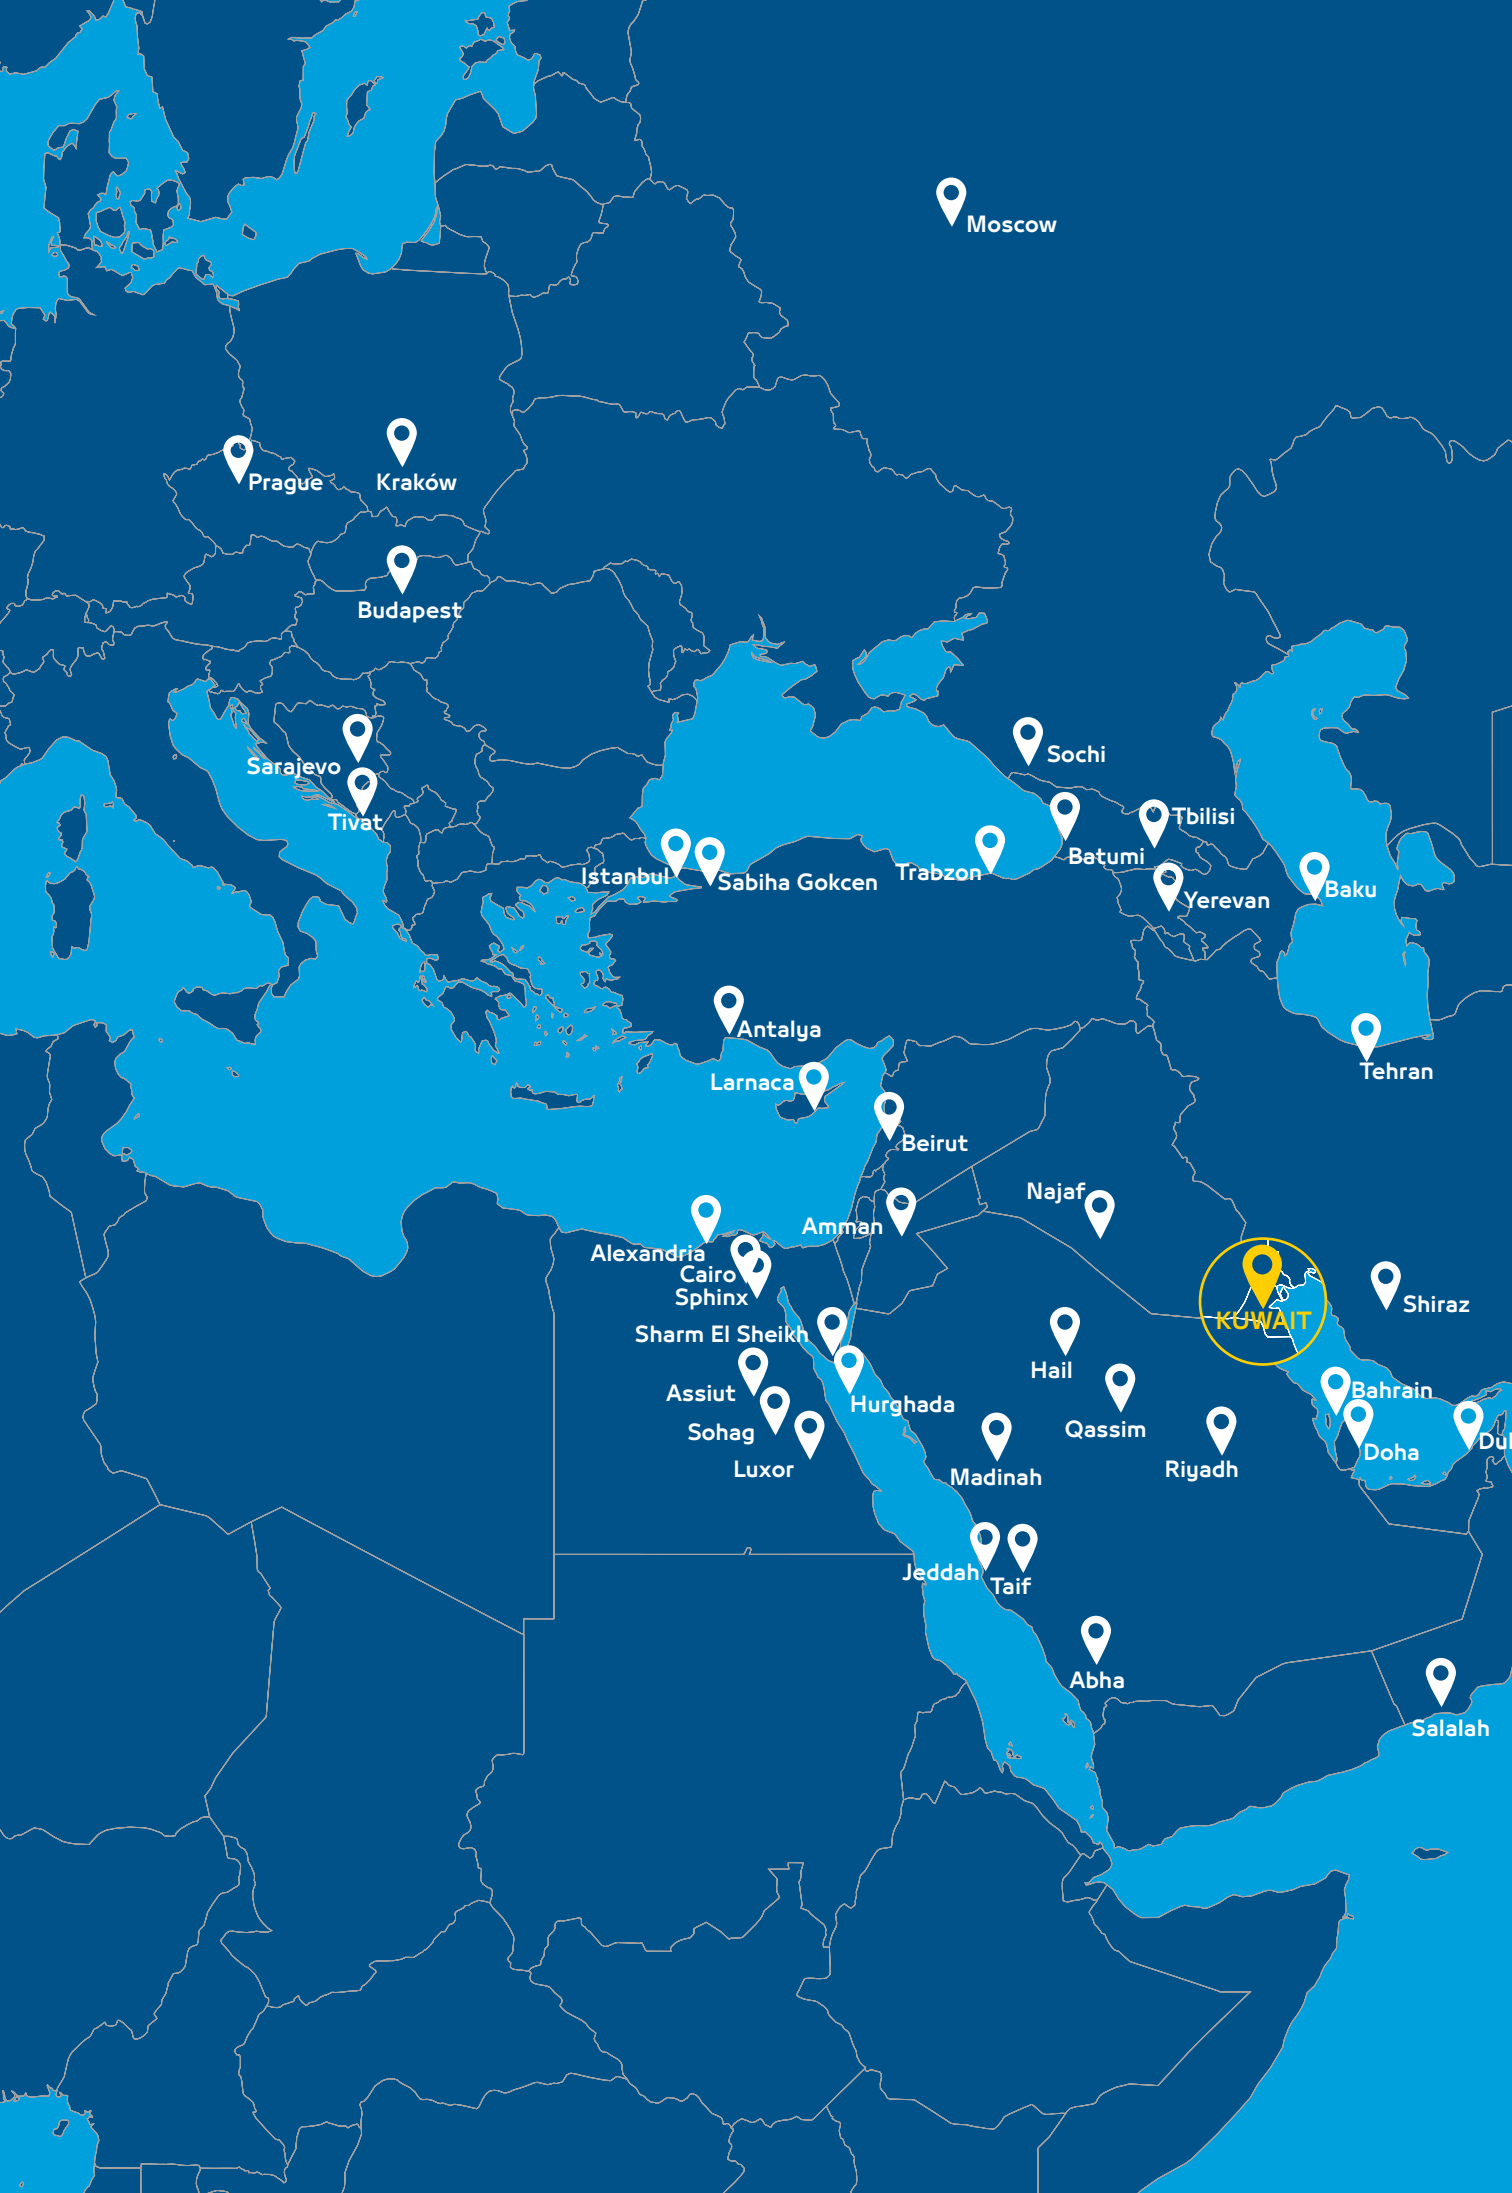 Moscow
Prague
Kraków
Budapest
Sochi
Sarajevo
Tivat
Tbilisi
Batumi
Istanbul
Sabiha Gokcen
Trabzon
Baku
Yerevan
Antalya
Tehran
Larnaca
Beirut
Najaf
Amman
Alexandria
Cairo
Sphinx
Shiraz
KUWAIT
Sharm El Sheikh
Hail
Assiut
Bahrain
Hurghada
Qassim
Sohag
Doha
Luxor
Madinah
Riyadh
Jeddah
Taif
Abha
Salalah